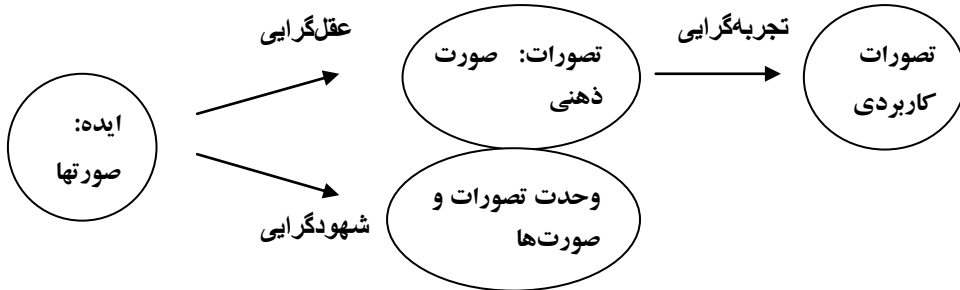 عقل‌گرایی
تجربه‌گرایی
تصورات: صورت
ذهنی
تصورات
کاربردی
ایده:
صورتها
وحدت تصورات و
صورت‌ها
شهودگرایی